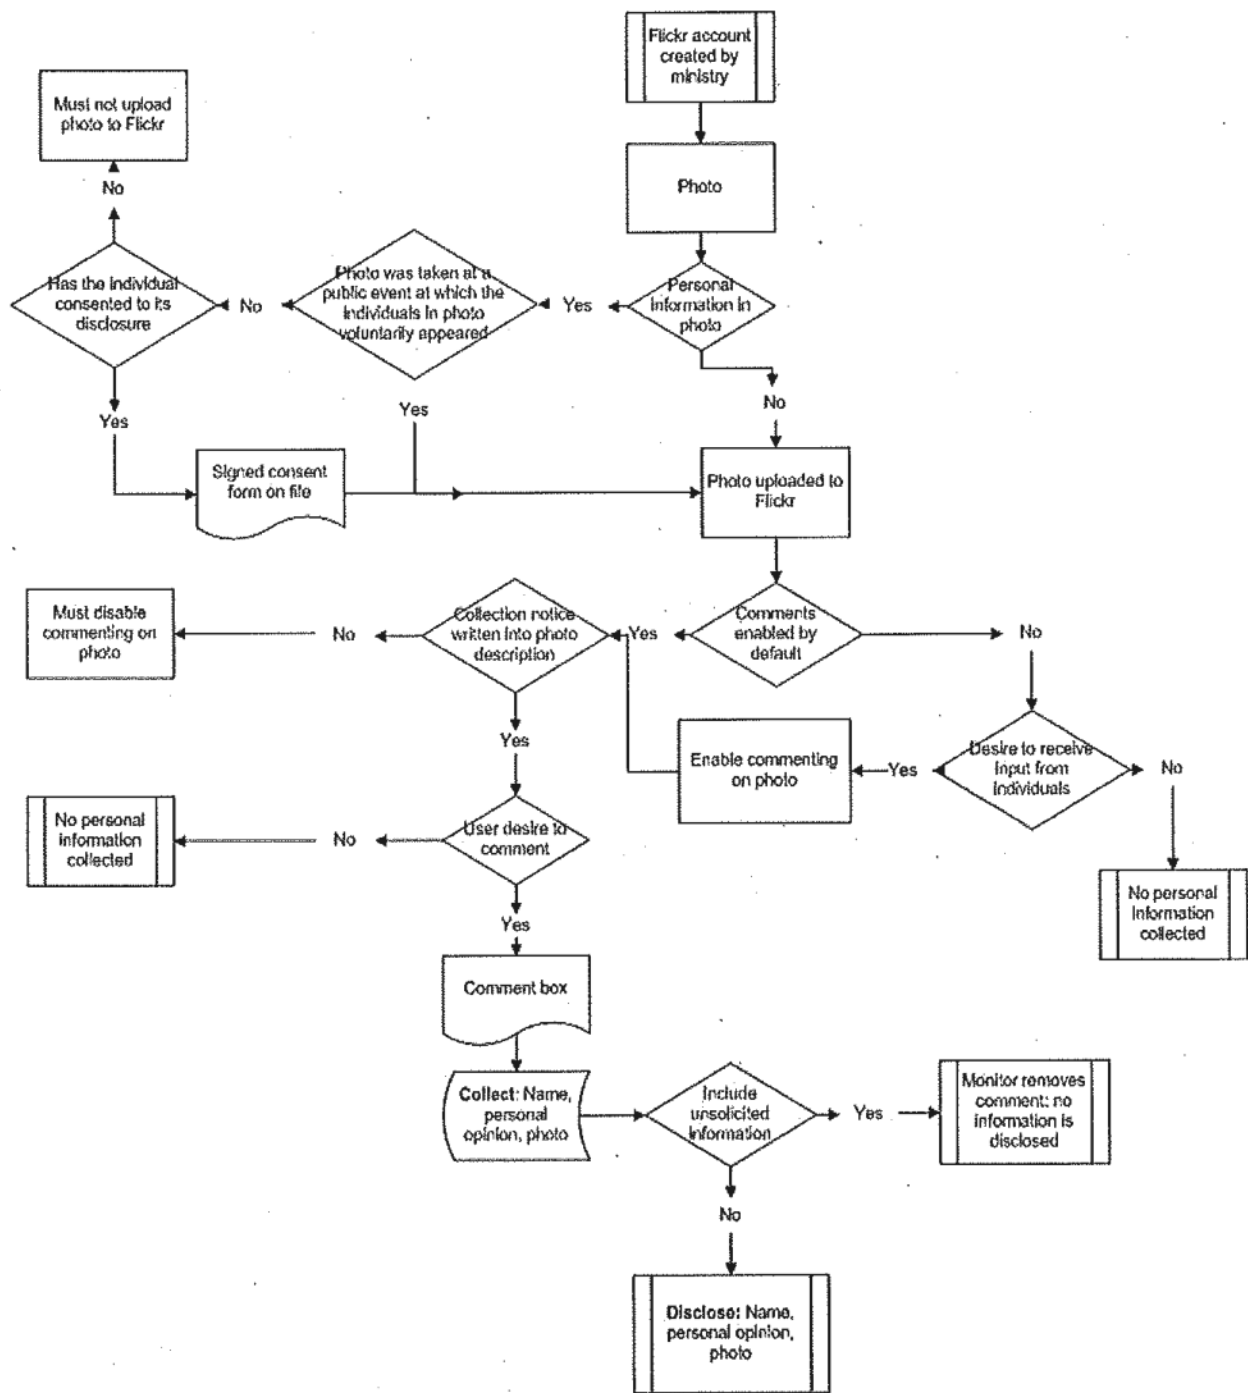 Flickr account
created by
ministry
Must not upload
photo to Flickr
No
Photo
Has the individual
consented to its
disclosure
No
Photo was taken at a
public event at which the
individuals in photo
voluntarily appeared
Yes
Personal
information in
photo
Yes
Yes
No
Signed consent
form on file
Photo uploaded to
Flickr
Must disable
commenting on
photo
No
Collection notice
written into photo
description
Yes
Comments
enabled by
default
No
Yes
Enable commenting
on photo
Yes
Desire to receive
input from
individuals
No
No personal
information
collected
No
User desire to
comment
No personal
information
collected
Yes
Comment box
Collect: Name,
personal
opinion, photo
Include
unsolicited
information
Yes
Monitor removes
comment: no
information is
disclosed
No
Disclose: Name,
personal opinion,
photo